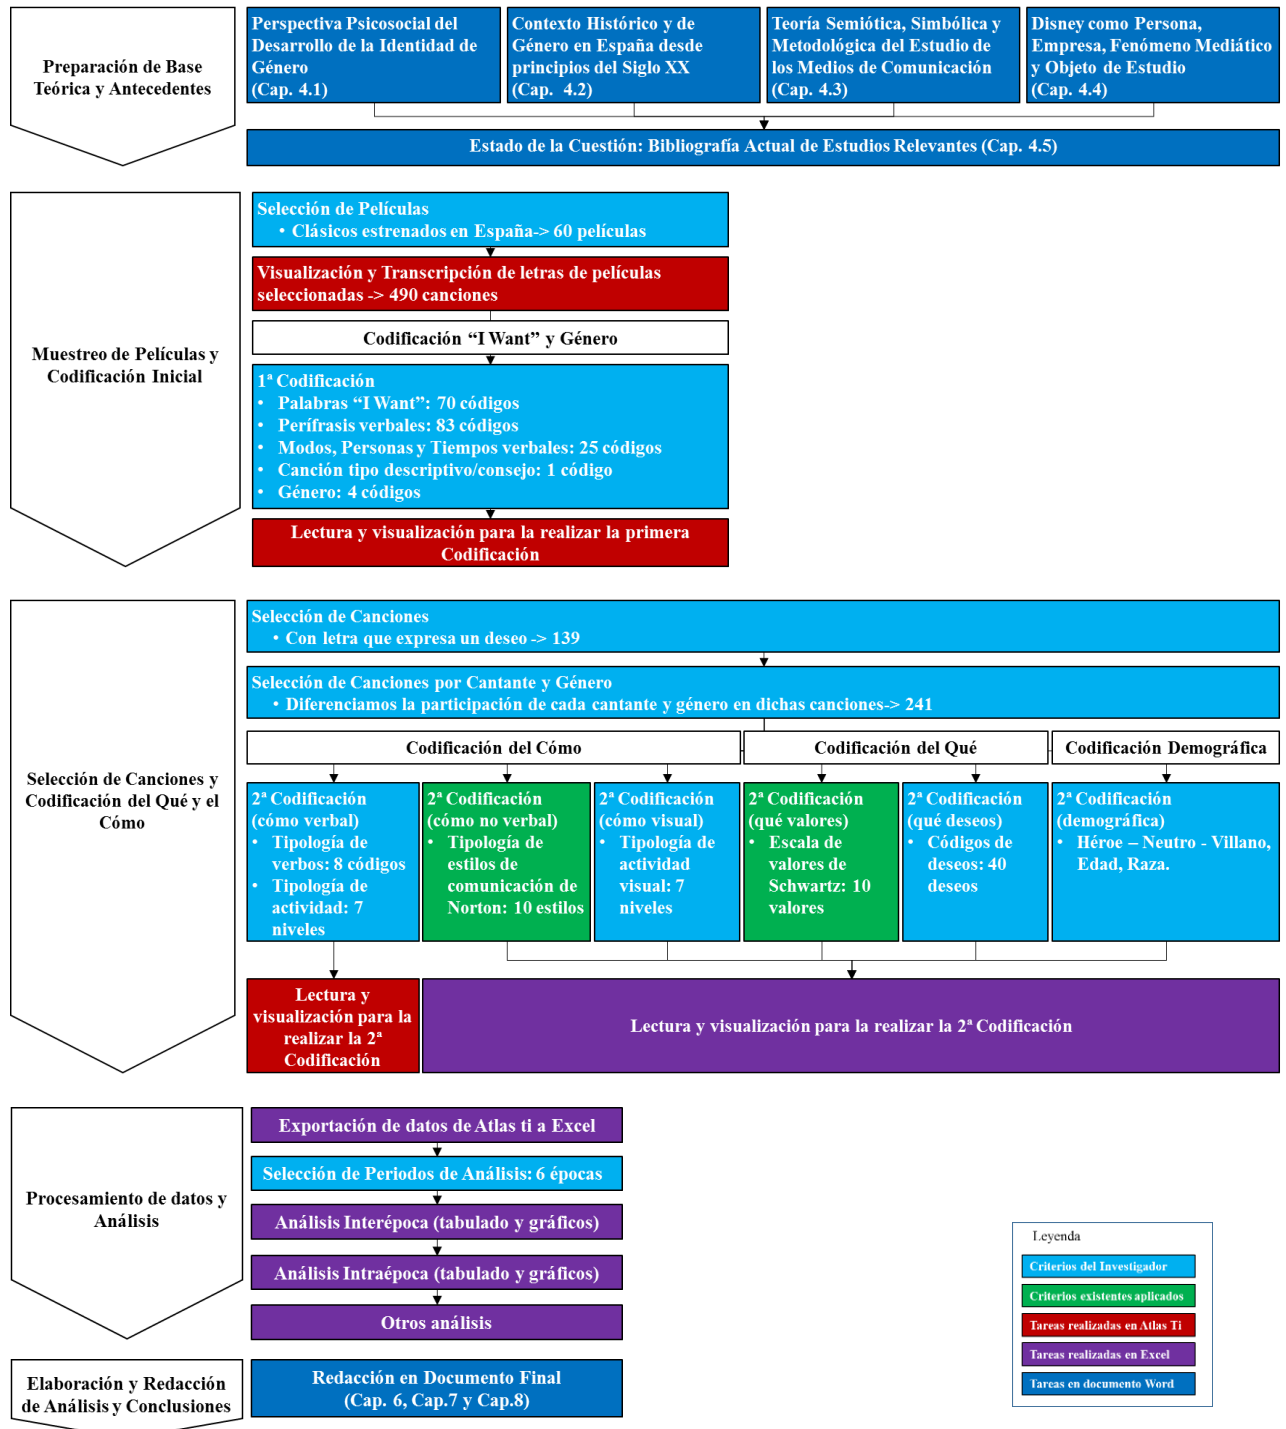 Preparación de Base
Teórica y Antecedentes
Perspectiva Psicosocial del
Desarrollo de la Identidad de
Género
(Cap. 4.1)
Contexto Histórico y de
Género en España desde
principios del Siglo XX
(Cap. 4.2)
Teoría Semiótica, Simbólica y
Metodológica del Estudio de
los Medios de Comunicación
(Cap. 4.3)
Disney como Persona,
Empresa, Fenómeno Mediático
y Objeto de Estudio
(Cap. 4.4)
Estado de la Cuestión: Bibliografía Actual de Estudios Relevantes (Cap. 4.5)
Muestreo de Películas y
Codificación Inicial
Selección de Películas
• Clásicos estrenados en España-> 60 películas
Visualización y Transcripción de letras de películas
seleccionadas -> 490 canciones
Codificación “I Want” y Género
1ª Codificación
• Palabras “I Want”: 70 códigos
• Perífrasis verbales: 83 códigos
• Modos, Personas y Tiempos verbales: 25 códigos
• Canción tipo descriptivo/consejo: 1 código
• Género: 4 códigos
Lectura y visualización para la realizar la primera
Codificación
Selección de Canciones y
Codificación del Qué y el
Cómo
Selección de Canciones
• Con letra que expresa un deseo -> 139
Selección de Canciones por Cantante y Género
• Diferenciamos la participación de cada cantante y género en dichas canciones-> 241
Codificación del Cómo
Codificación del Qué
Codificación Demográfica
2ª Codificación
(cómo verbal)
• Tipología de
verbos: 8 códigos
• Tipología de
actividad: 7
niveles
2ª Codificación
(cómo no verbal)
• Tipología de
estilos de
comunicación de
Norton: 10 estilos
2ª Codificación
(cómo visual)
• Tipología de
actividad
visual: 7
niveles
2ª Codificación
(qué valores)
• Escala de
valores de
Schwartz: 10
valores
2ª Codificación
(qué deseos)
• Códigos de
deseos: 40
deseos
2ª Codificación
(demográfica)
• Héroe – Neutro - Villano,
Edad, Raza.
Lectura y
visualización para la
realizar la 2ª
Codificación
Lectura y visualización para la realizar la 2ª Codificación
Procesamiento de datos y
Análisis
Exportación de datos de Atlas ti a Excel
Selección de Periodos de Análisis: 6 épocas
Análisis Interépoca (tabulado y gráficos)
Análisis Intraépoca (tabulado y gráficos)
Otros análisis
Leyenda
Criterios del Investigador
Criterios existentes aplicados
Tareas realizadas en Atlas Ti
Tareas realizadas en Excel
Tareas en documento Word
Elaboración y Redacción
de Análisis y Conclusiones
Redacción en Documento Final
(Cap. 6, Cap.7 y Cap.8)